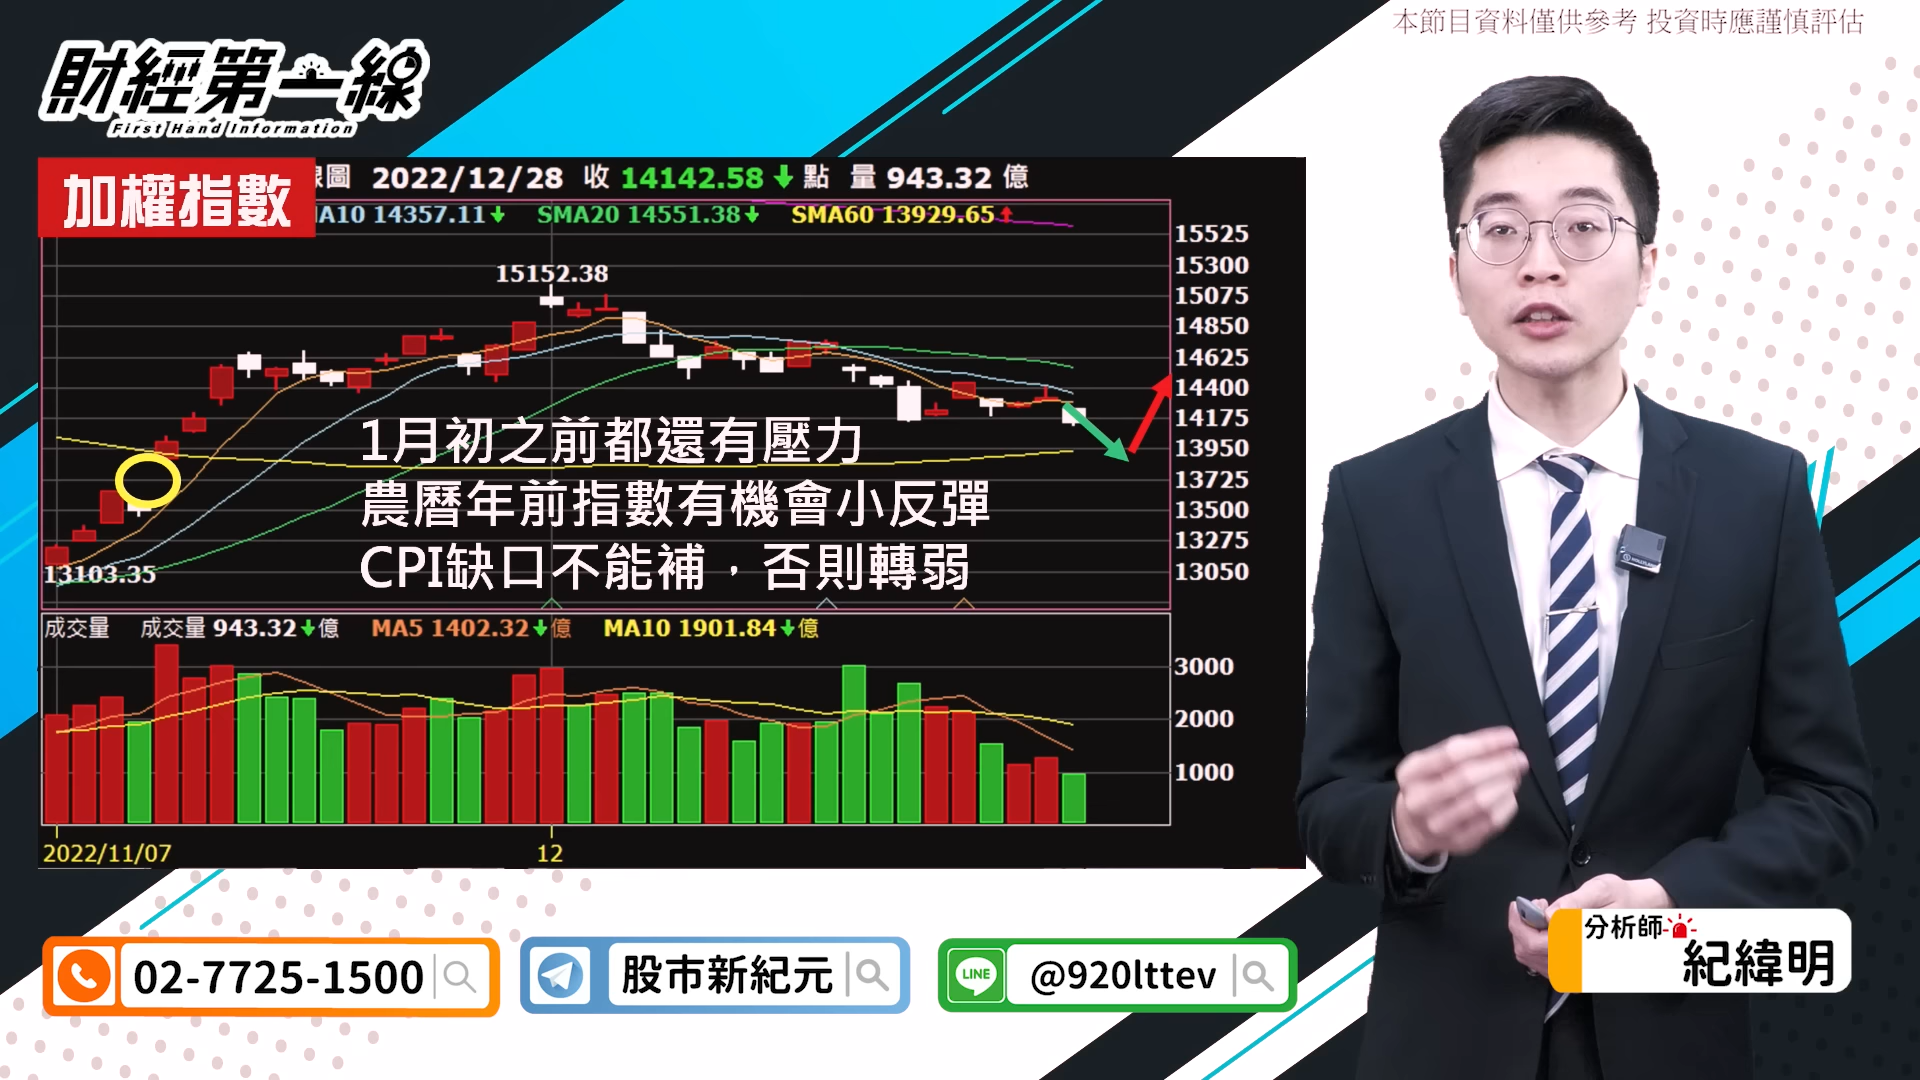 本節目資料僅供參考 投資時應謹慎評估
財經第一線
First Hand Information
加權指數
線圖 2022/12/28 收 14142.58 點 量 943.32 億
MA10 14357.11 SMA20 14551.38 SMA60 13929.65
15525
15300
15152.38
15075
14850
14625
14400
14175
1月初之前都還有壓力
13950
13725
農曆年前指數有機會小反彈
13500
13275
CPI缺口不能補，否則轉弱
13103.35
13050
成交量 成交量 943.32 億 MA5 1402.32 億 MA10 1901.84 億
3000
2000
1000
2022/11/07 12
分析師
紀緯明
02-7725-1500
股市新紀元
LINE @920lttev